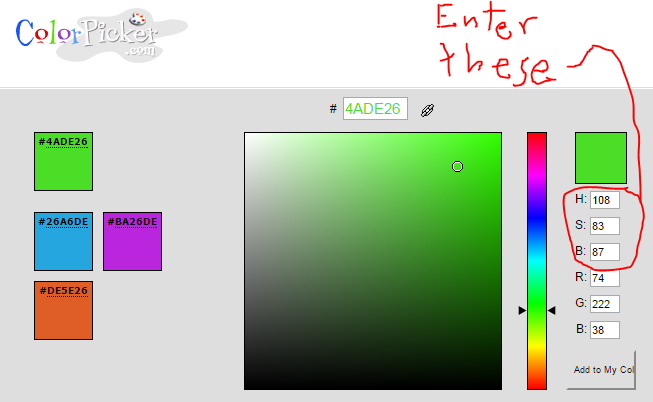 ColorPicker
.com
Enter
these
# 4ADE26
#4ADE26
#26A6DE #BA26DE
#DE5E26
H: 108
S: 83
B: 87
R: 74
G: 222
B: 38
Add to My Col